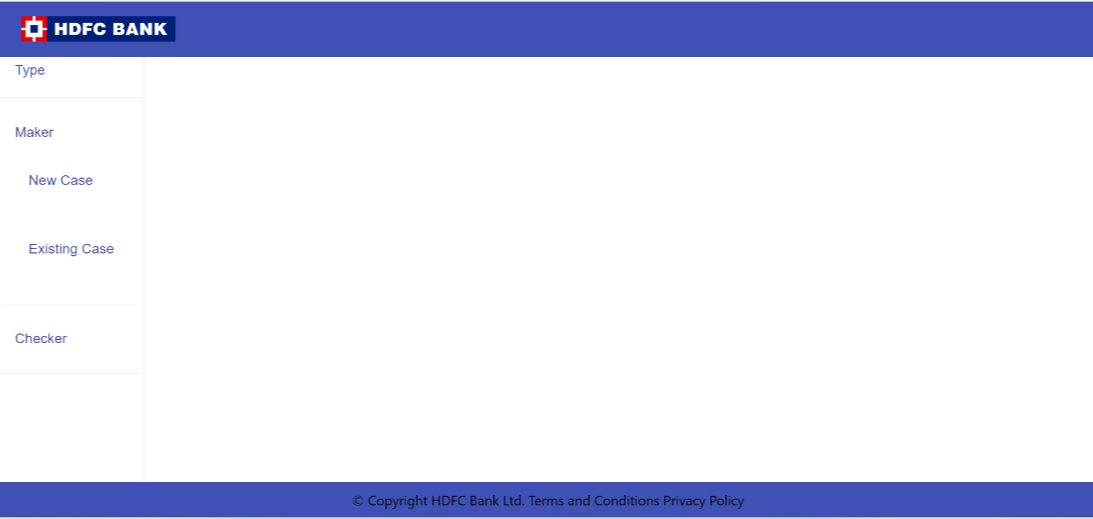 HDFC BANK
Type
Maker
New Case
Existing Case
Checker
© Copyright HDFC Bank Ltd. Terms and Conditions Privacy Policy